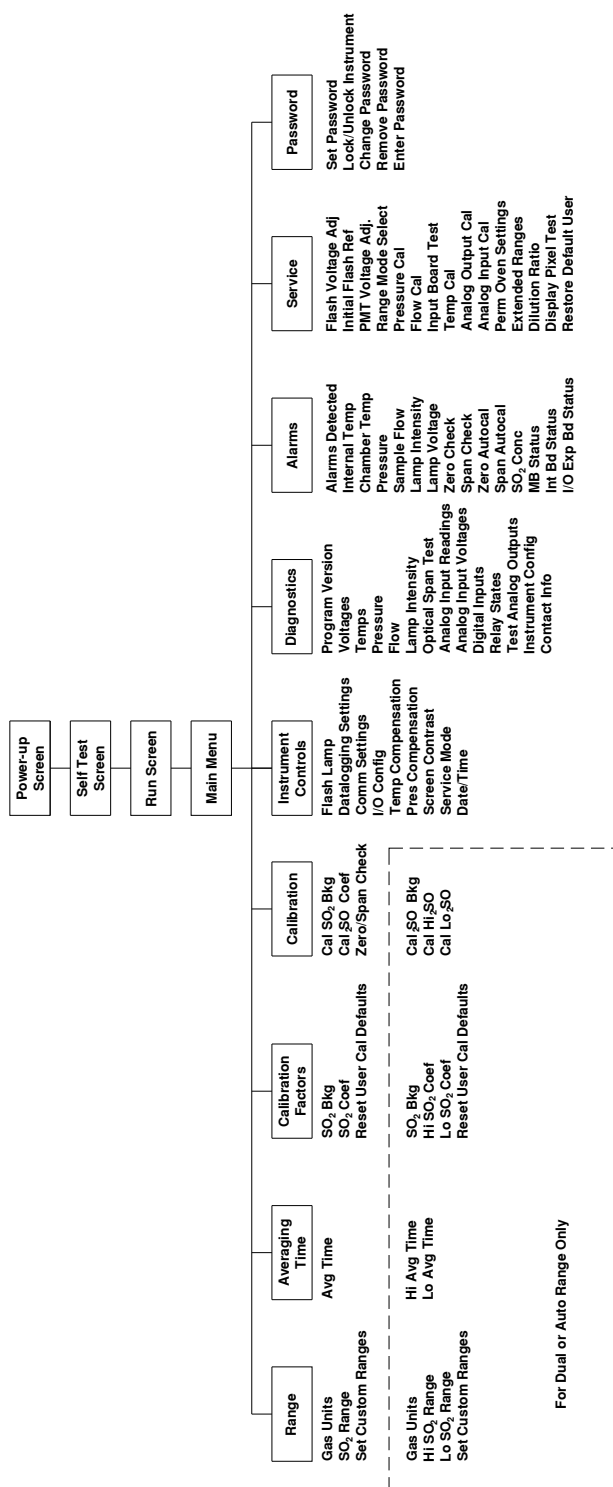 Power-up
Screen
Self Test
Screen
Run Screen
Main Menu
Range
Gas Units
SO₂ Range
Set Custom Ranges
Averaging
Time
Avg Time
Calibration
Factors
SO₂ Bkg
SO₂ Coef
Reset User Cal Defaults
Calibration
Cal SO₂ Bkg
Cal₂SO Coef
Zero/Span Check
Instrument
Controls
Flash Lamp
Datalogging Settings
Comm Settings
I/O Config
Temp Compensation
Pres Compensation
Screen Contrast
Service Mode
Date/Time
Diagnostics
Program Version
Voltages
Temps
Pressure
Flow
Lamp Intensity
Optical Span Test
Analog Input Readings
Analog Input Voltages
Digital Inputs
Relay States
Test Analog Outputs
Instrument Config
Contact Info
Alarms
Alarms Detected
Internal Temp
Chamber Temp
Pressure
Sample Flow
Lamp Intensity
Lamp Voltage
Zero Check
Span Check
Zero Autocal
Span Autocal
SO₂ Conc
MB Status
Int Bd Status
I/O Exp Bd Status
Service
Flash Voltage Adj
Initial Flash Ref
PMT Voltage Adj.
Range Mode Select
Pressure Cal
Flow Cal
Input Board Test
Temp Cal
Analog Output Cal
Analog Input Cal
Perm Oven Settings
Extended Ranges
Dilution Ratio
Display Pixel Test
Restore Default User
Password
Set Password
Lock/Unlock Instrument
Change Password
Remove Password
Enter Password
Gas Units
Hi SO₂ Range
Lo SO₂ Range
Set Custom Ranges
Hi Avg Time
Lo Avg Time
SO₂ Bkg
Hi SO₂ Coef
Lo SO₂ Coef
Reset User Cal Defaults
Cal₂SO Bkg
Cal Hi₂SO
Cal Lo₂SO
For Dual or Auto Range Only